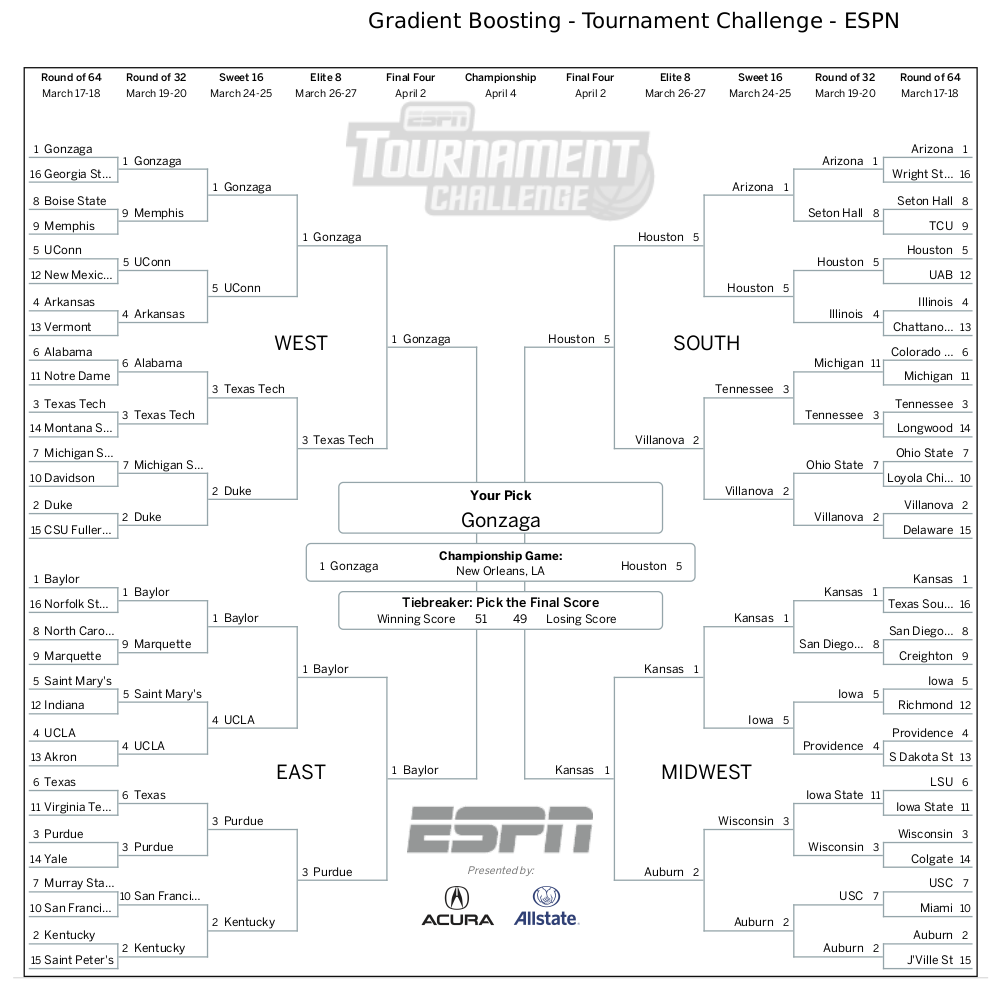 Gradient Boosting - Tournament Challenge - ESPN
Round of 64 Round of 32 Sweet 16 Elite 8 Final Four Championship Final Four Elite 8 Sweet 16 Round of 32 Round of 64
March 17-18 March 19-20 March 24-25 March 26-27 April 2 April 4 April 2 March 26-27 March 24-25 March 19-20 March 17-18
ESPN
TOURNAMENT
CHALLENGE
1 Gonzaga
16 Georgia St...
8 Boise State
9 Memphis
5 UConn
12 New Mexic...
4 Arkansas
13 Vermont
6 Alabama
11 Notre Dame
3 Texas Tech
14 Montana S...
7 Michigan S...
10 Davidson
2 Duke
15 CSU Fuller...
1 Gonzaga
9 Memphis
5 UConn
4 Arkansas
6 Alabama
3 Texas Tech
7 Michigan S...
2 Duke
1 Gonzaga
5 UConn
3 Texas Tech
2 Duke
1 Gonzaga
3 Texas Tech
1 Gonzaga
WEST
1 Baylor
16 Norfolk St...
8 North Caro...
9 Marquette
5 Saint Mary's
12 Indiana
4 UCLA
13 Akron
6 Texas
11 Virginia Te...
3 Purdue
14 Yale
7 Murray Sta...
10 San Franci...
2 Kentucky
15 Saint Peter's
1 Baylor
9 Marquette
5 Saint Mary's
4 UCLA
6 Texas
3 Purdue
10 San Franci...
2 Kentucky
1 Baylor
4 UCLA
3 Purdue
2 Kentucky
1 Baylor
3 Purdue
1 Baylor
EAST
Your Pick
Gonzaga
Championship Game:
New Orleans, LA
1 Gonzaga
Houston 5
Tiebreaker: Pick the Final Score
Winning Score 51 49 Losing Score
Houston 5
Houston 5
Villanova 2
Arizona 1
Houston 5
Tennessee 3
Villanova 2
Arizona 1
Seton Hall 8
Houston 5
Illinois 4
Michigan 11
Tennessee 3
Ohio State 7
Villanova 2
Arizona 1
Wright St... 16
Seton Hall 8
TCU 9
Houston 5
UAB 12
Illinois 4
Chattano... 13
Colorado ... 6
Michigan 11
Tennessee 3
Longwood 14
Ohio State 7
Loyola Chi... 10
Villanova 2
Delaware 15
SOUTH
Kansas 1
Kansas 1
Auburn 2
Kansas 1
Iowa 5
Wisconsin 3
Auburn 2
Kansas 1
San Diego... 8
Iowa 5
Providence 4
Iowa State 11
Wisconsin 3
USC 7
Auburn 2
Kansas 1
Texas Sou... 16
San Diego... 8
Creighton 9
Iowa 5
Richmond 12
Providence 4
S Dakota St 13
LSU 6
Iowa State 11
Wisconsin 3
Colgate 14
USC 7
Miami 10
Auburn 2
J'Ville St 15
MIDWEST
ESPN
Presented by:
ACURA
Allstate.